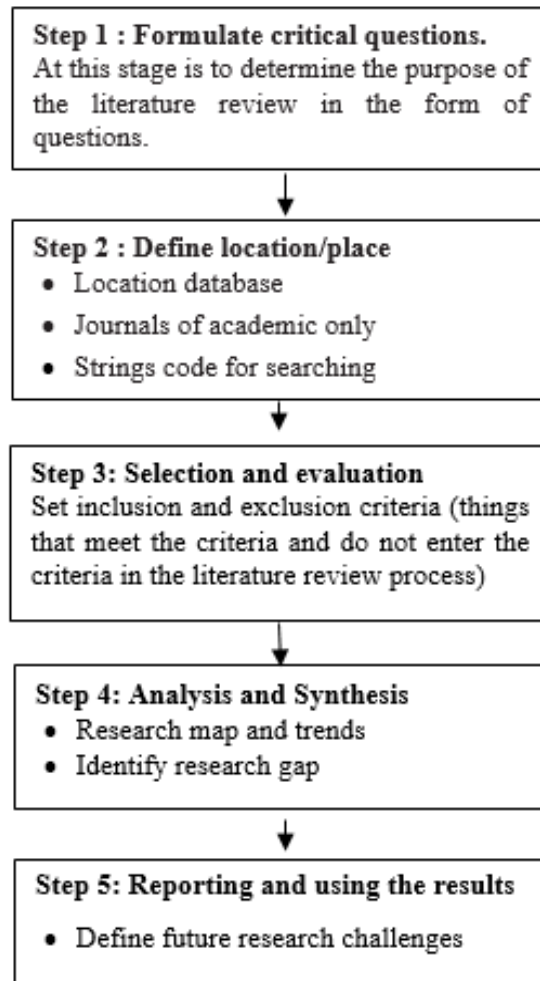 Step 1 : Formulate critical questions.
At this stage is to determine the purpose of
the literature review in the form of
questions.
Step 2 : Define location/place
• Location database
• Journals of academic only
• Strings code for searching
Step 3: Selection and evaluation
Set inclusion and exclusion criteria (things
that meet the criteria and do not enter the
criteria in the literature review process)
Step 4: Analysis and Synthesis
• Research map and trends
• Identify research gap
Step 5: Reporting and using the results
• Define future research challenges